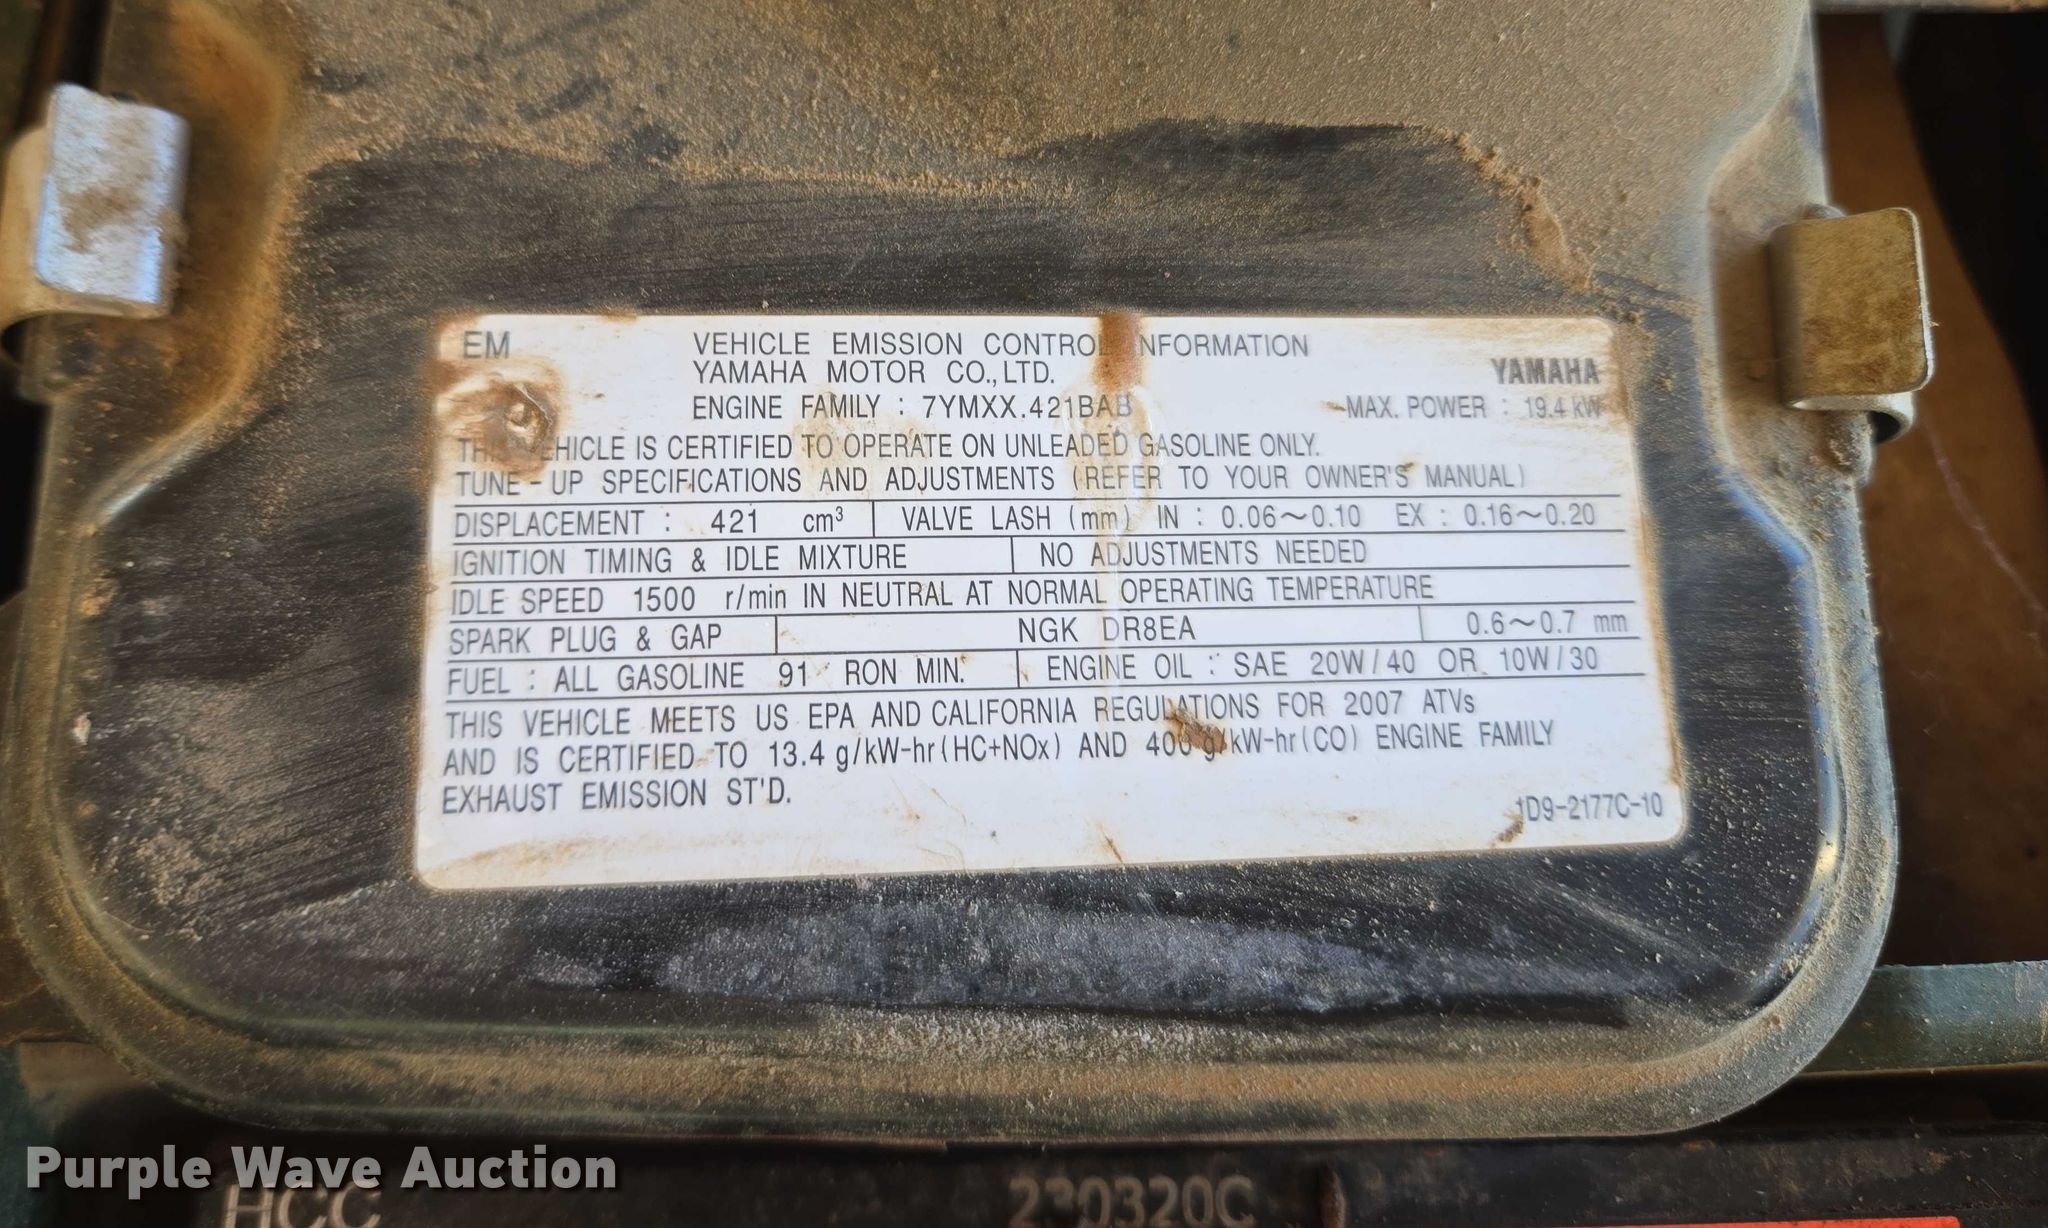 EM VEHICLE EMISSION CONTROL NFORMATION
YAMAHA MOTOR CO., LTD. YAMAHA
ENGINE FAMILY : 7YMXX.421BAB MAX. POWER : 19.4 kW
EHICLE IS CERTIFIED TO OPERATE ON UNLEADED GASOLINE ONLY.
TUNE-UP SPECIFICATIONS AND ADJUSTMENTS (REFER TO YOUR OWNER'S MANUAL)
DISPLACEMENT : 421 cm³ VALVE LASH (mm) IN : 0.06~0.10 EX : 0.16~0.20
IGNITION TIMING & IDLE MIXTURE NO ADJUSTMENTS NEEDED
IDLE SPEED 1500 r/min IN NEUTRAL AT NORMAL OPERATING TEMPERATURE
SPARK PLUG & GAP NGK DR8EA 0.6~0.7 mm
FUEL : ALL GASOLINE 91 RON MIN. ENGINE OIL : SAE 20W/40 OR 10W/30
THIS VEHICLE MEETS US EPA AND CALIFORNIA REGULATIONS FOR 2007 ATVs
AND IS CERTIFIED TO 13.4 g/kW-hr(HC+NOx) AND 400 g/kW-hr(CO) ENGINE FAMILY
EXHAUST EMISSION ST'D.
1D9-2177C-10
Purple Wave Auction
HCC